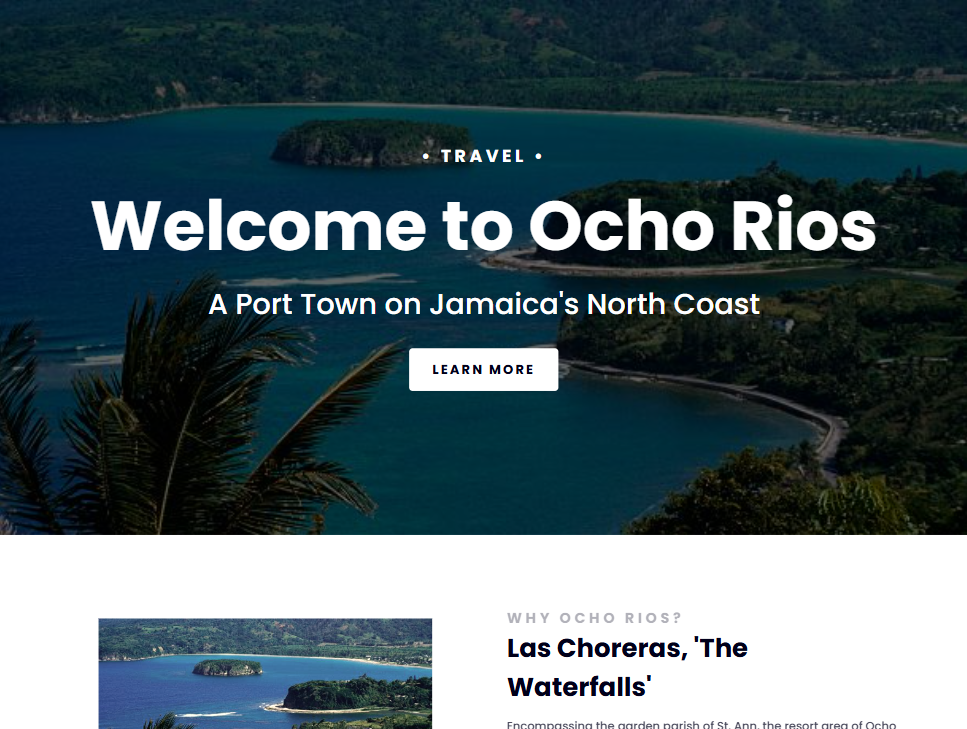 • TRAVEL •
Welcome to Ocho Rios
A Port Town on Jamaica's North Coast
LEARN MORE
WHY OCHO RIOS?
Las Choreras, 'The
Waterfalls'
Encompassing the garden parish of St. Ann, the resort area of Ocho